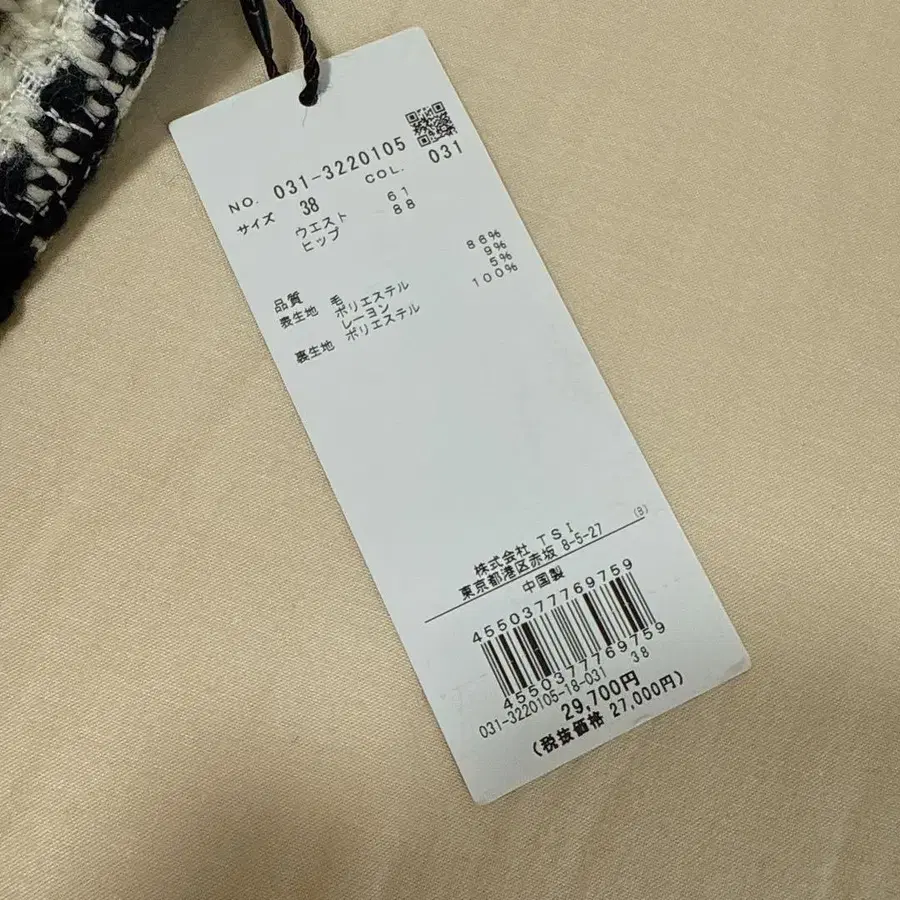 NO. 031-3220105 COL. 031
サイズ 38
ウエスト 61
ヒップ 88
品質
表生地 毛 86%
ポリエステル 9%
レーヨン 5%
裏生地 ポリエステル 100%
(B)
株式会社 TSI
東京都港区赤坂 8-5-27
中国製
4550377769759
4550377769759
031-3220105-18-031 38
29,700円
(税抜価格 27,000円)